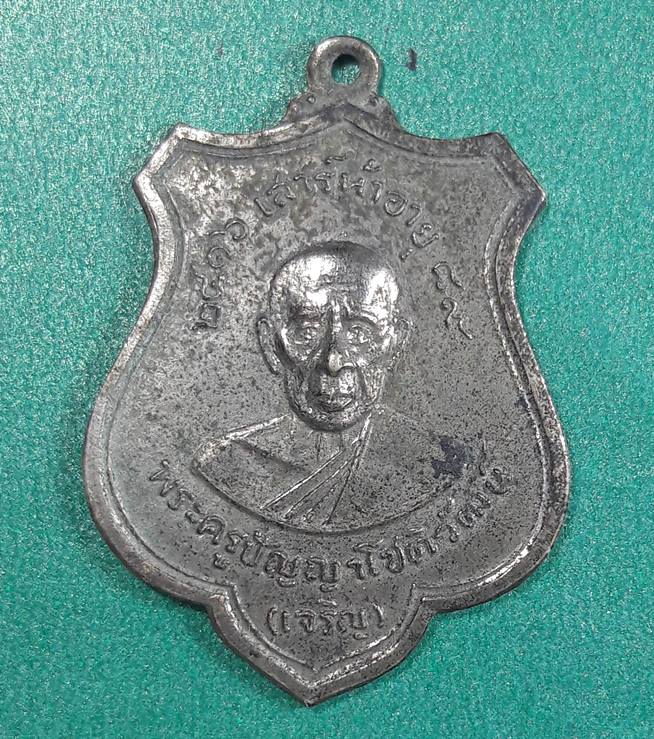 ๒๕๑๖ เสาร์ห้าอายุ ๘๙
พระครูปัญญาโชติวัฒน์
(เจริญ)